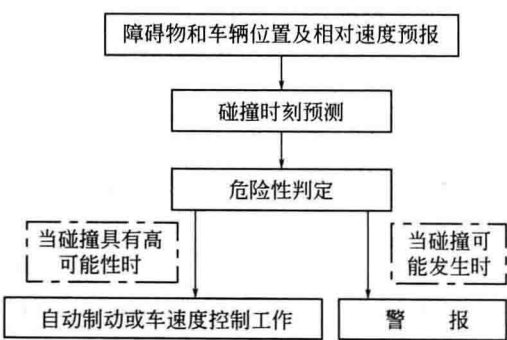 障碍物和车辆位置及相对速度预报
碰撞时刻预测
危险性判定
当碰撞具有高
可能性时
当碰撞可
能发生时
自动制动或车速度控制工作
警 报